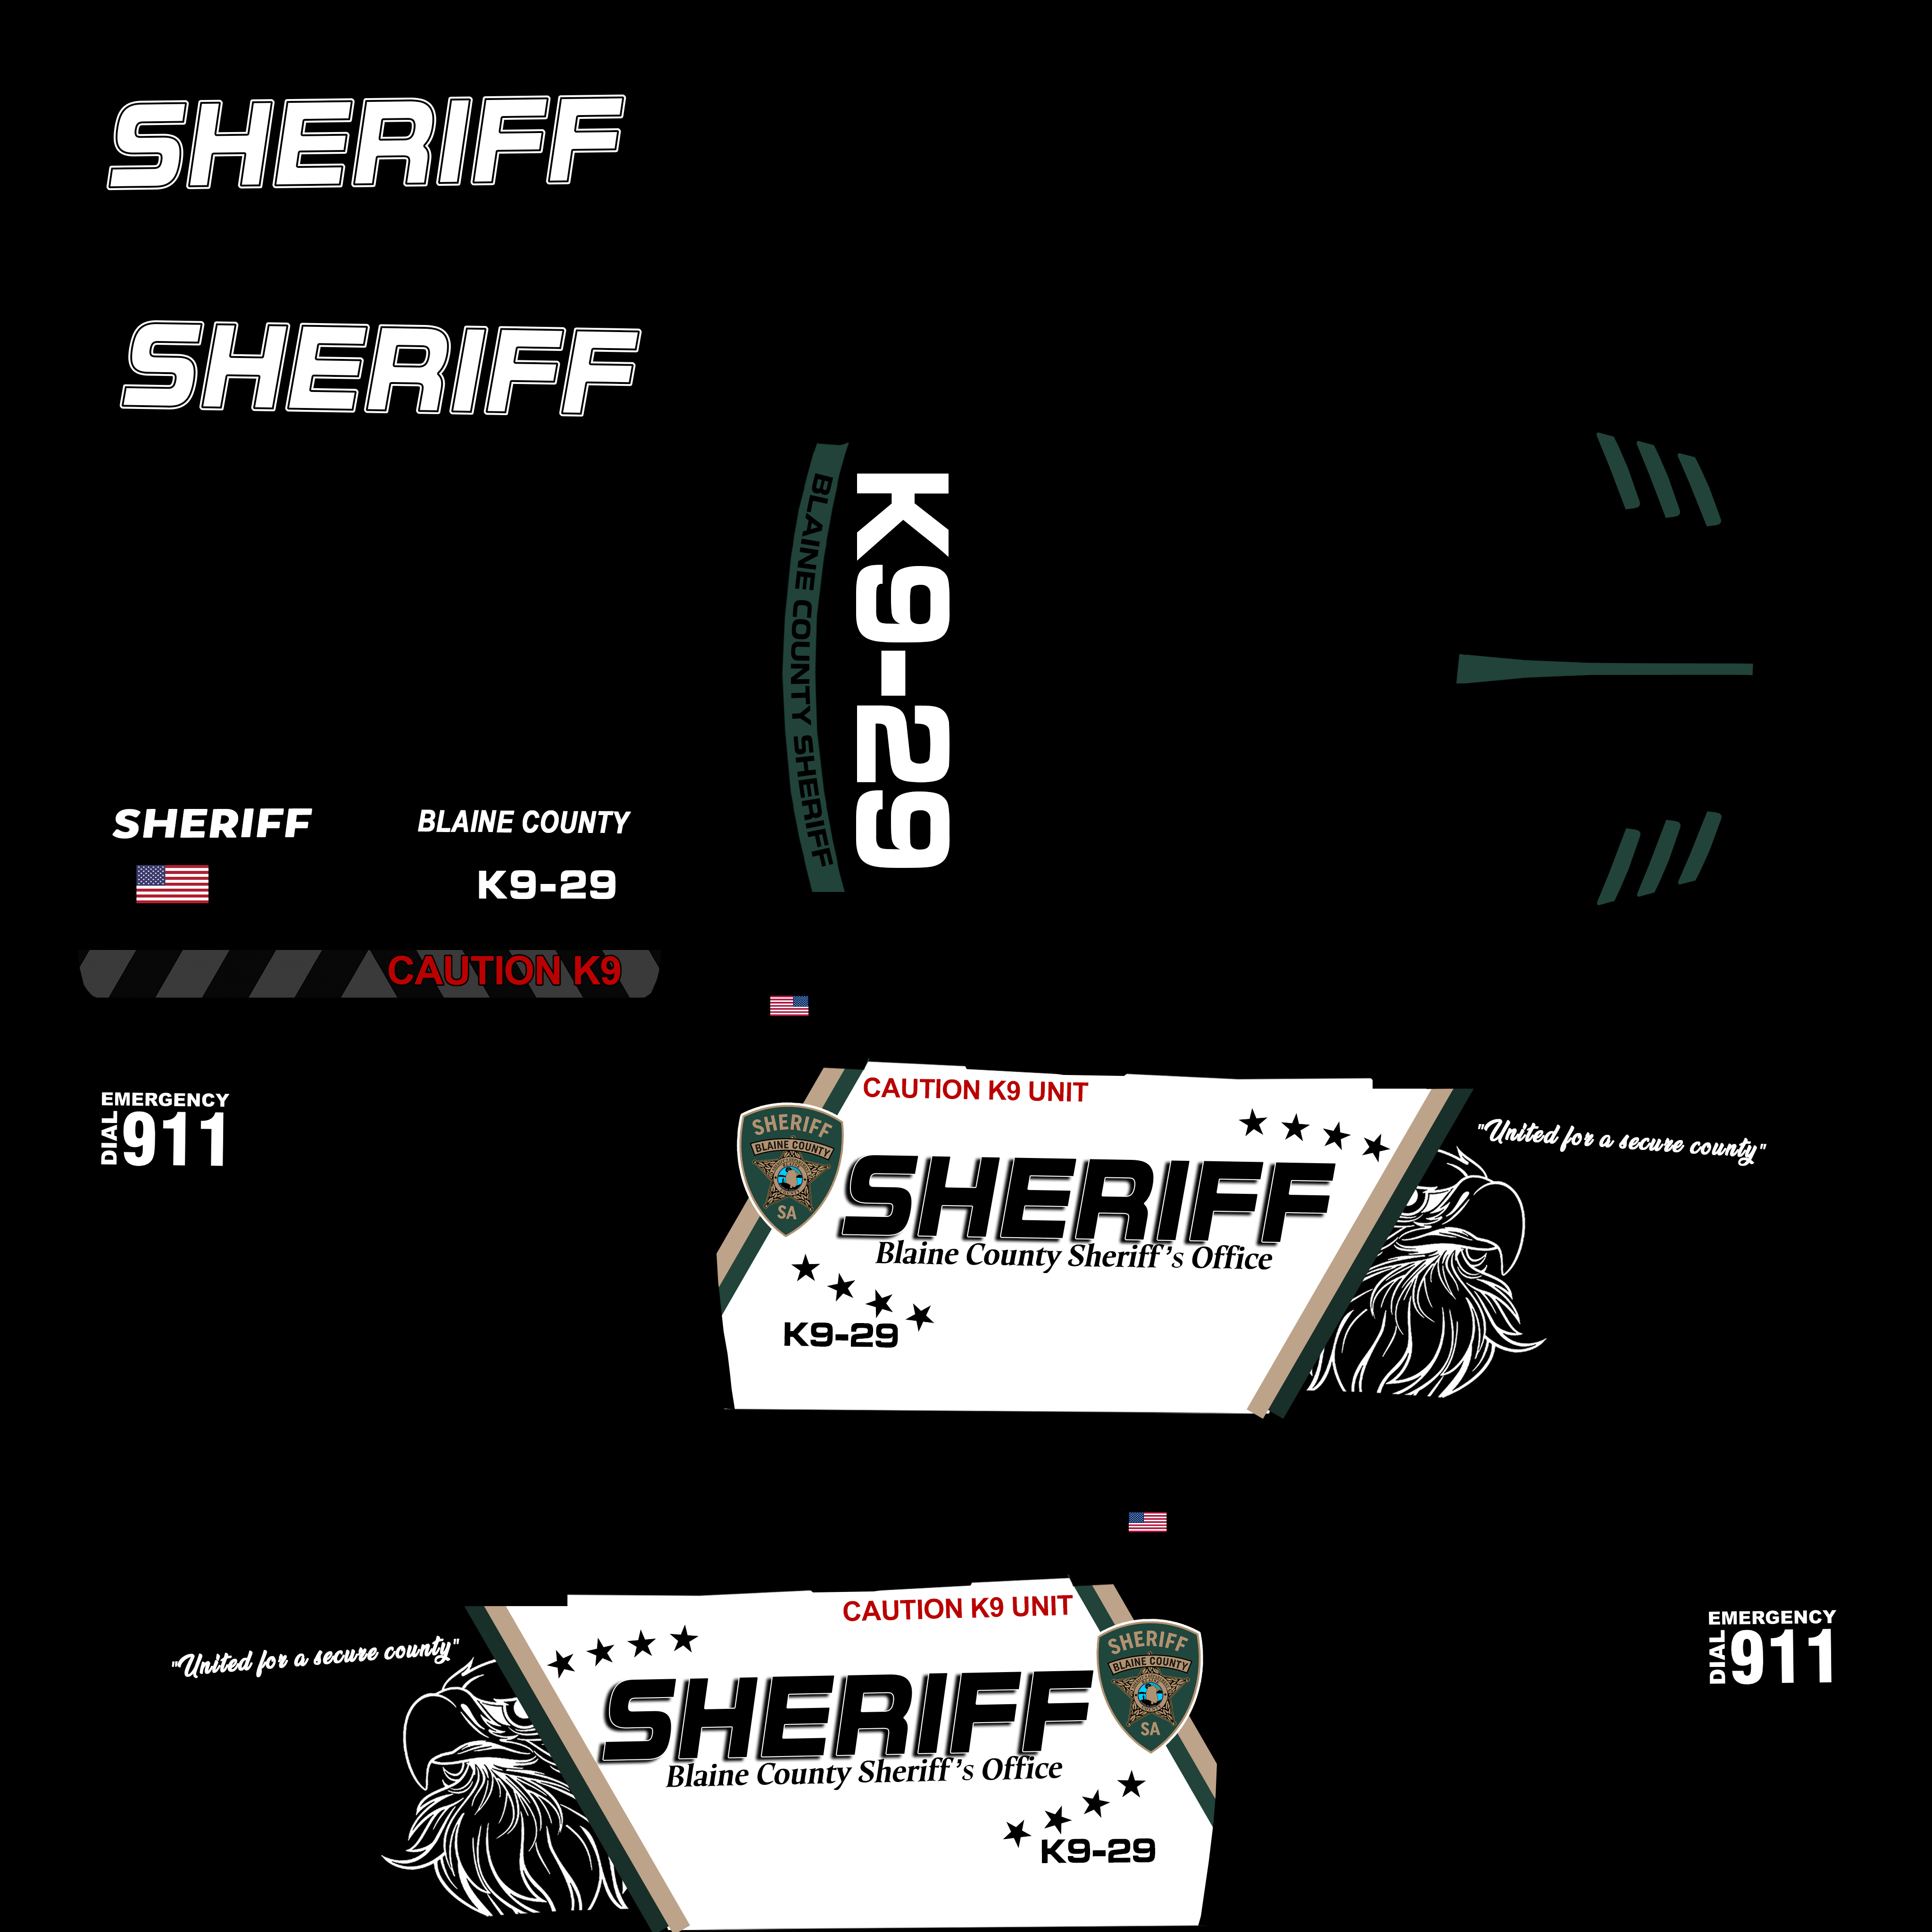 SHERIFF
SHERIFF
BLAINE COUNTY SHERIFF
K9-29
SHERIFF
BLAINE COUNTY
K9-29
CAUTION K9
EMERGENCY
DIAL
911
CAUTION K9 UNIT
SHERIFF
BLAINE COUNTY
SA
SHERIFF
Blaine County Sheriff's Office
K9-29
"United for a secure county"
"United for a secure county"
CAUTION K9 UNIT
SHERIFF
Blaine County Sheriff's Office
SHERIFF
BLAINE COUNTY
SA
K9-29
EMERGENCY
DIAL
911